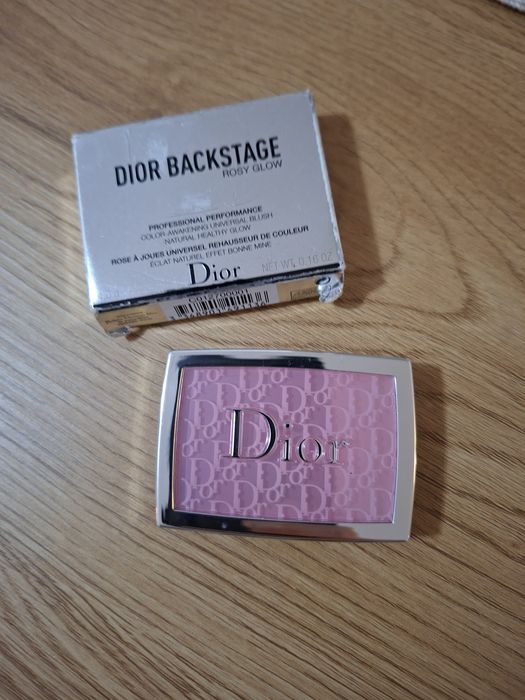 DIOR BACKSTAGE
ROSY GLOW
PROFESSIONAL PERFORMANCE
COLOR-AWAKENING UNIVERSAL BLUSH
NATURAL HEALTHY GLOW
ROSE À JOUES UNIVERSEL REHAUSSEUR DE COULEUR
ÉCLAT NATUREL EFFET BONNE MINE
Dior
NET WT. 0.16 OZ
Dior